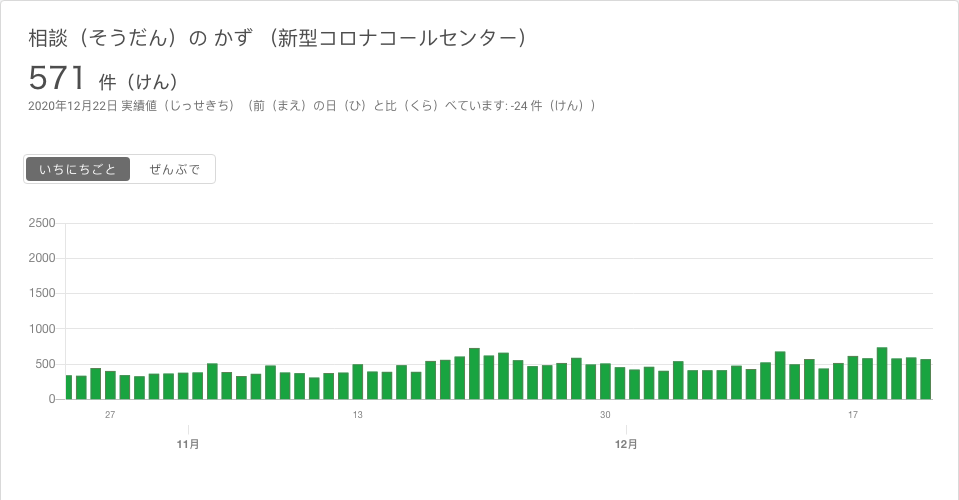 相談（そうだん）の かず （新型コロナコールセンター）
571 件（けん）
2020年12月22日 実績値（じっせきち）（前（まえ）の日（ひ）と比（くら）べています: -24 件（けん））
いちにちごと ぜんぶで
2500
2000
1500
1000
500
0
27 13 30 17
11月 12月